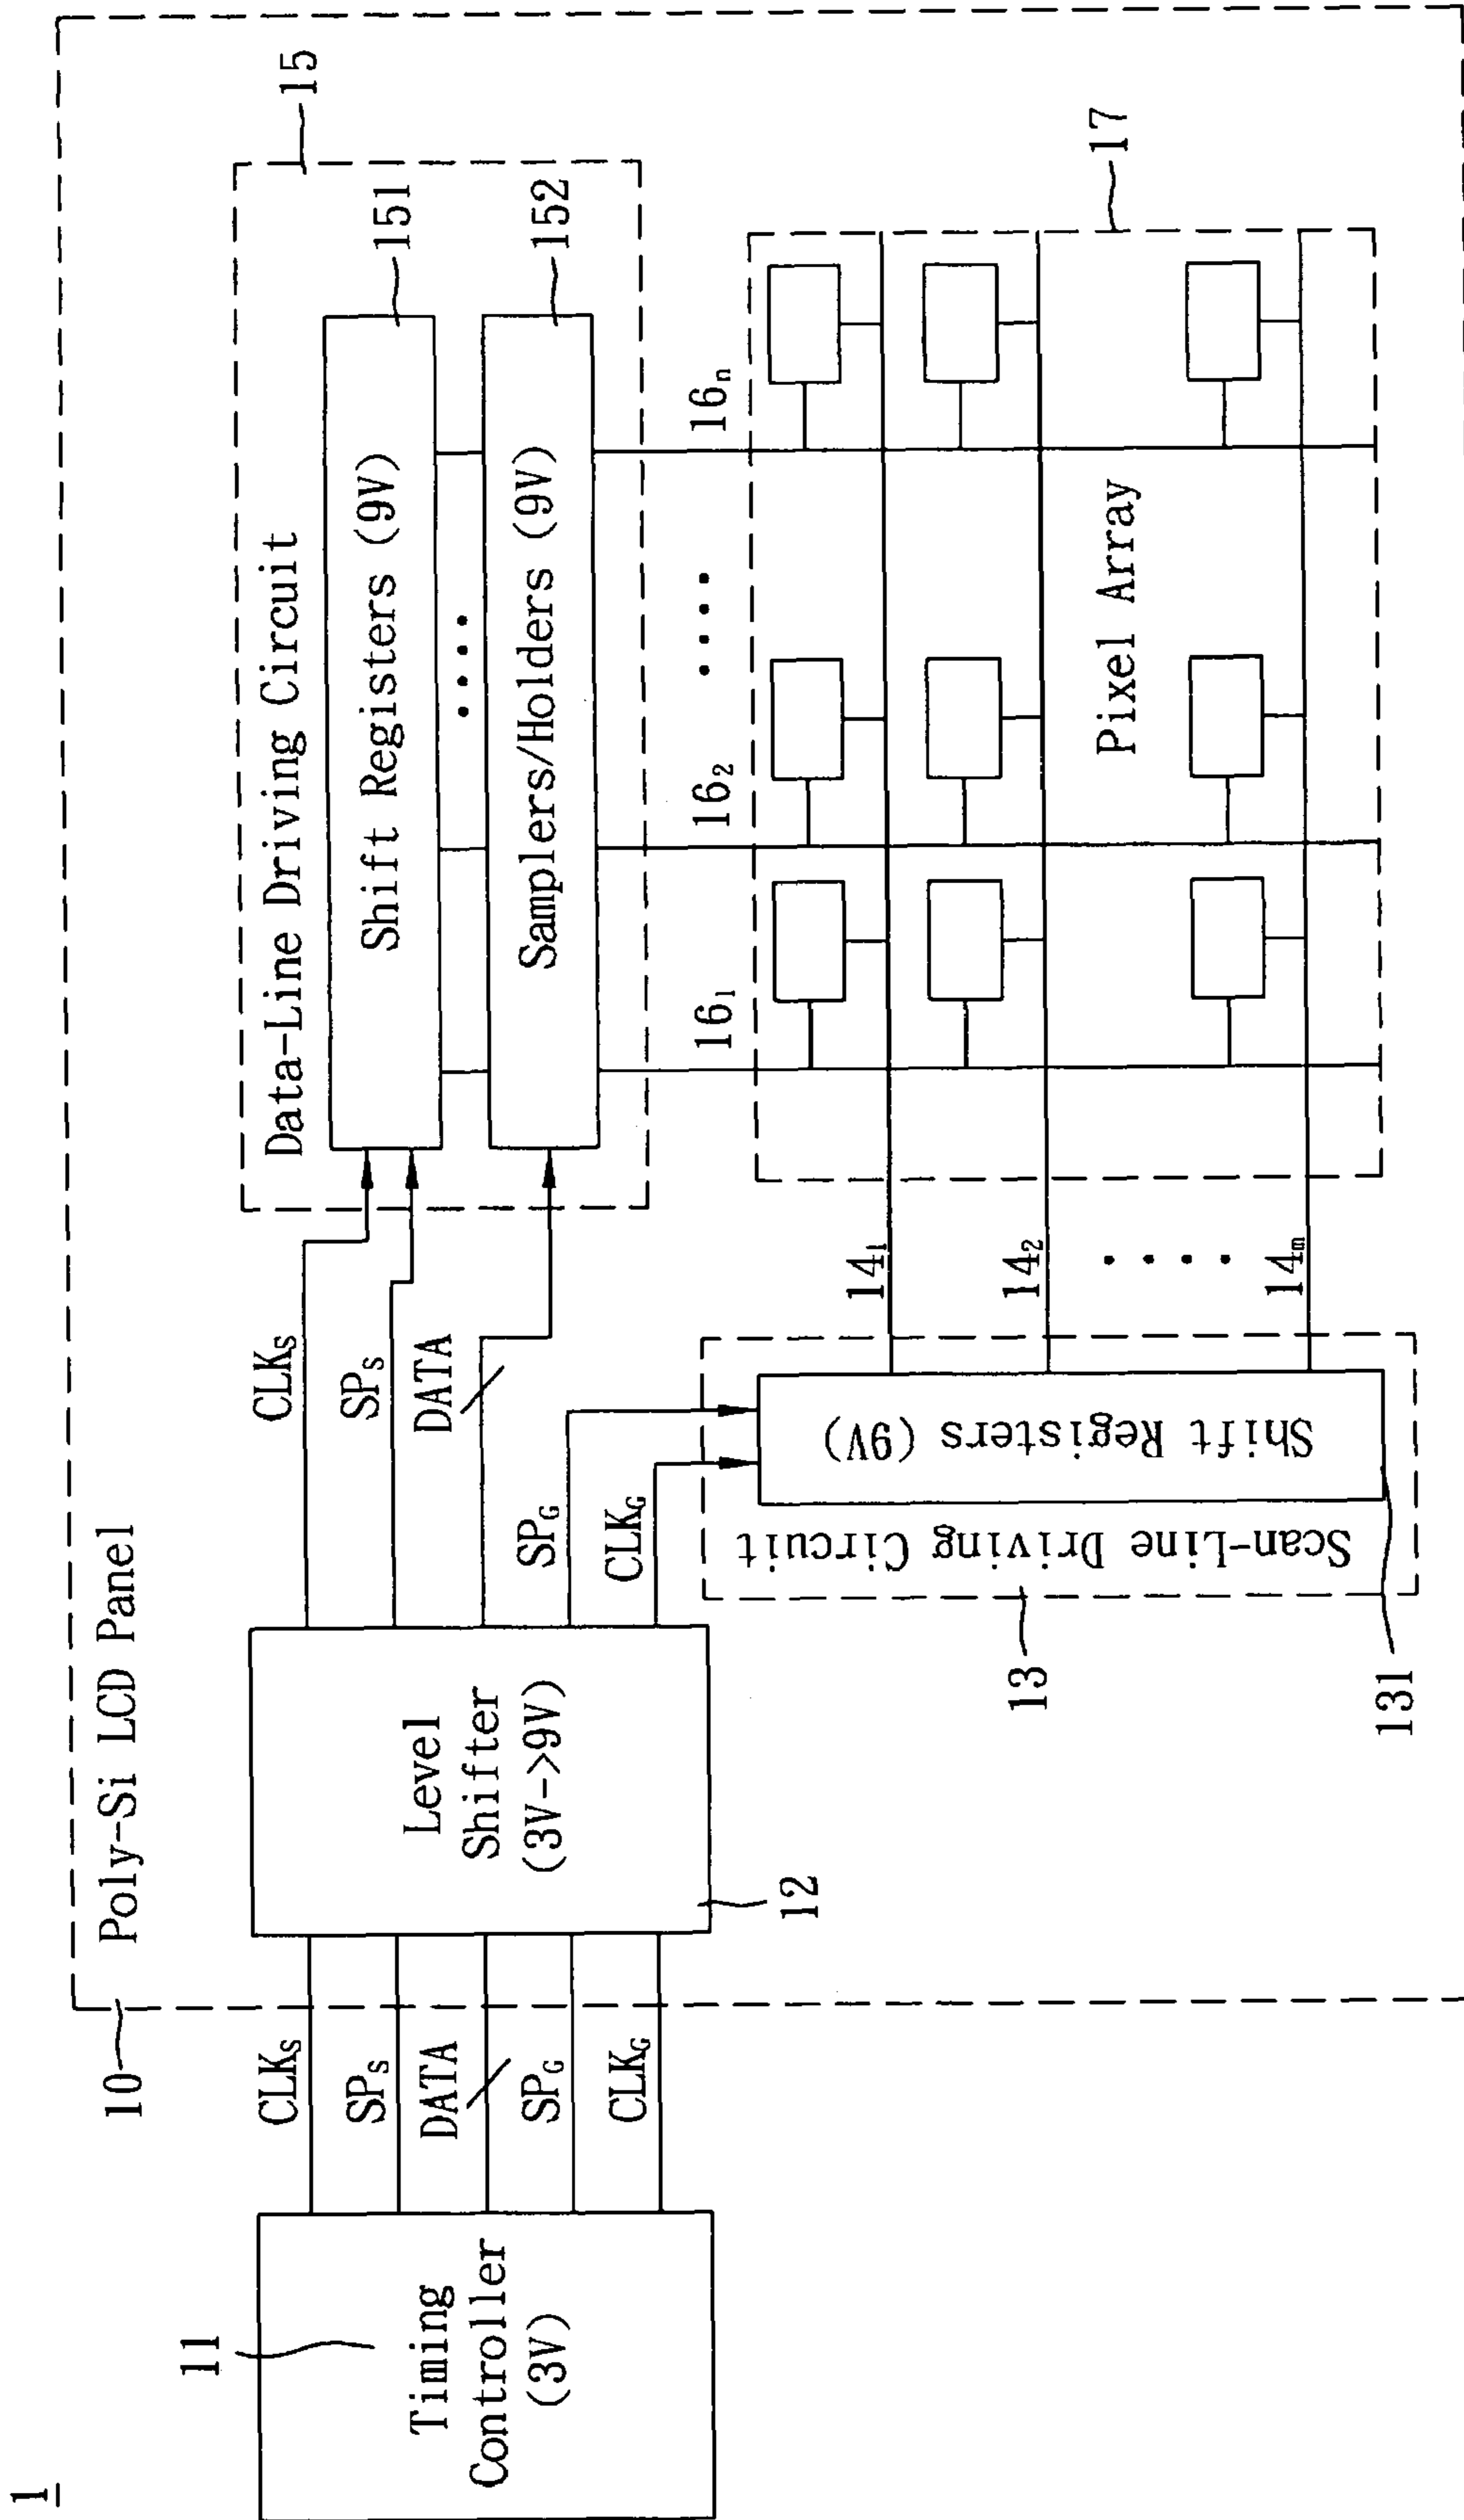 1
10
Poly-Si LCD Panel
11
Timing
Controller
(3V)
CLKS
SPS
DATA
SPG
CLKG
Level
Shifter
(3V->9V)
12
CLKS
SPS
DATA
SPG
CLKG
15
Data-Line Driving Circuit
Shift Registers (9V)
151
....
Samplers/Holders (9V)
152
161
162
....
16n
13
Scan-Line Driving Circuit
Shift Registers (9V)
131
141
142
....
14m
Pixel Array
17